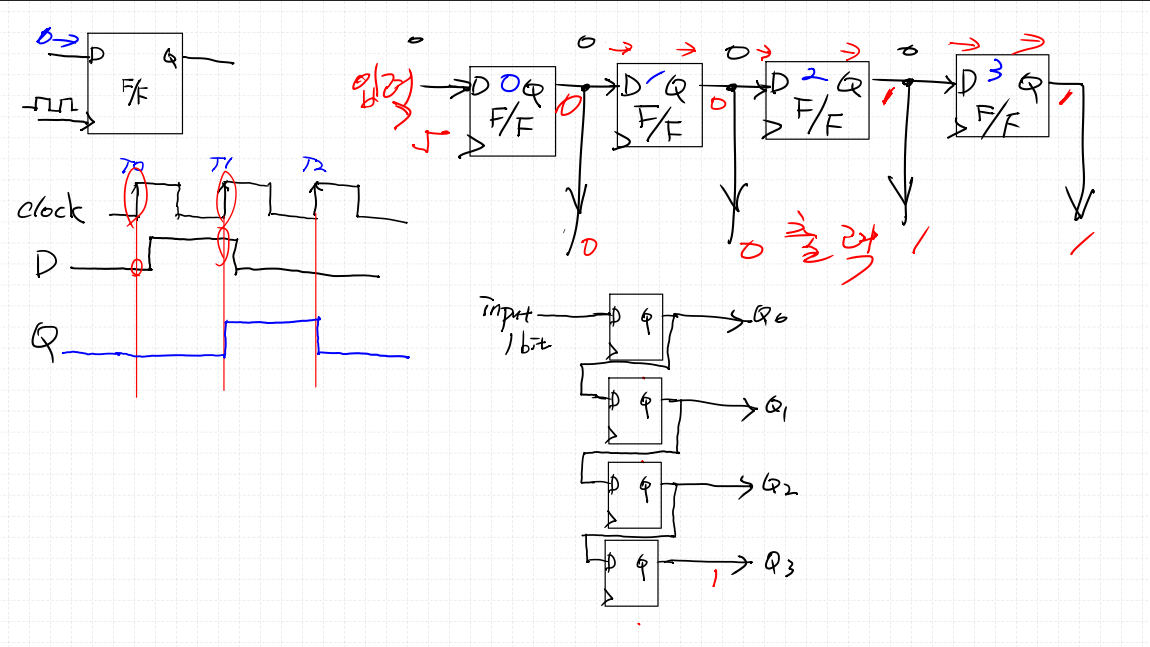 0
D Q
F/F
T0 T1 T2
clock
D
Q
0 0 0 0
입력
D 0 Q
F/F
0
D 1 Q
F/F
0
D 2 Q
F/F
1
D 3 Q
F/F
1
0 0 출력 1 1
input
1 bit
D Q
Q0
D Q
Q1
D Q
Q2
D Q
1
Q3